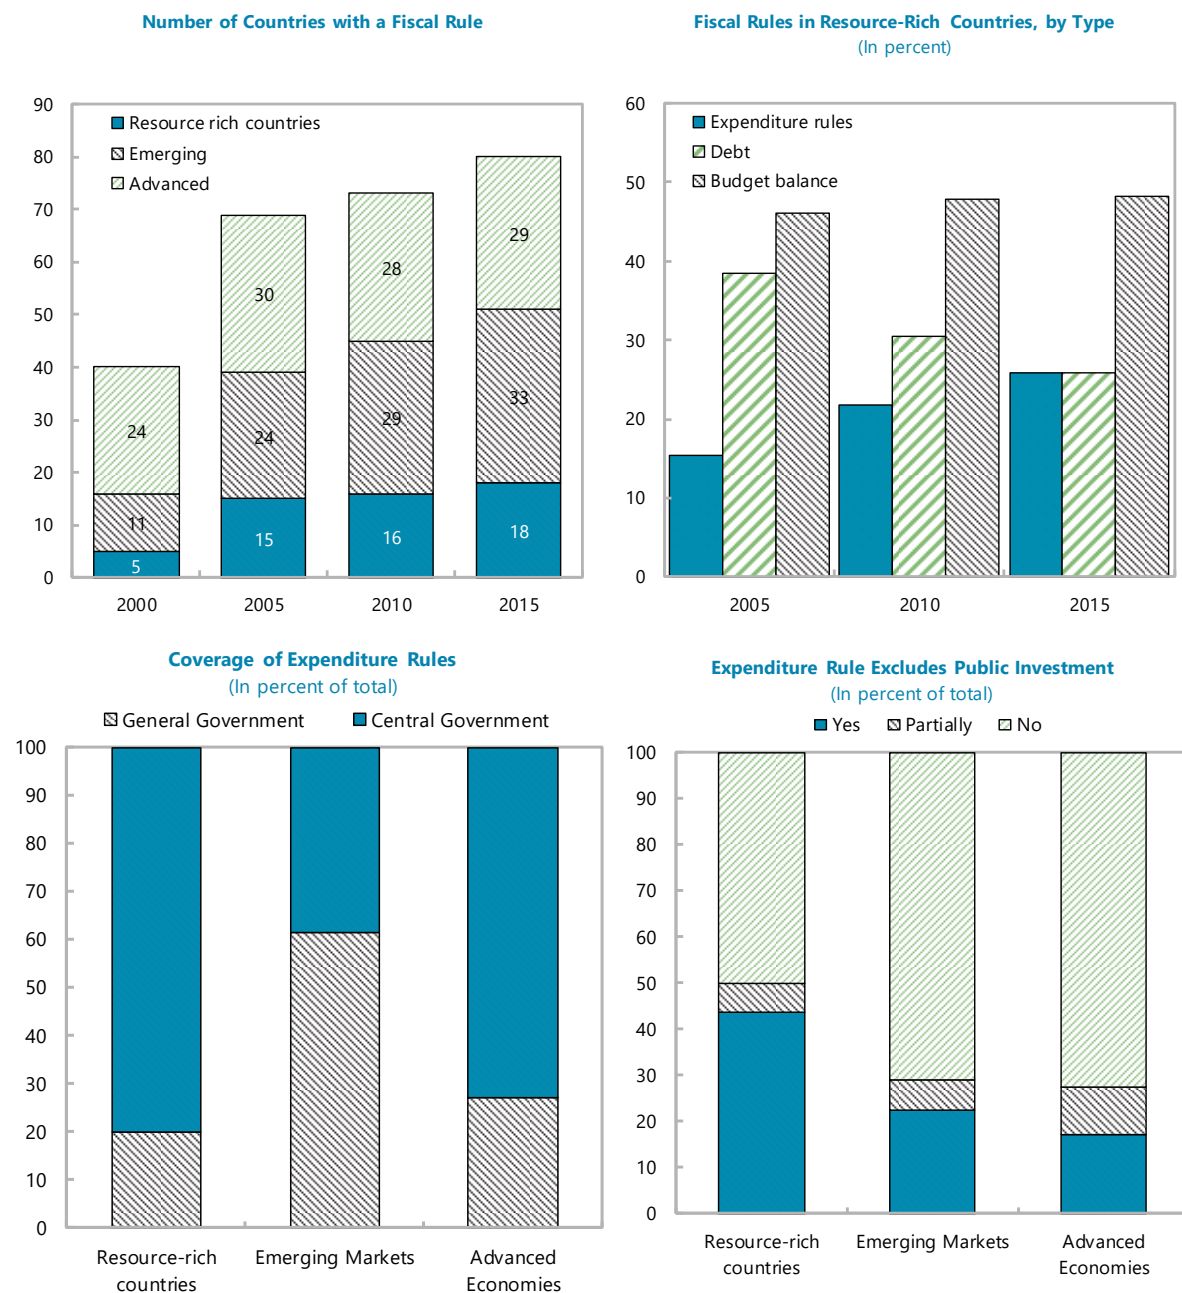 Number of Countries with a Fiscal Rule
90
80
70
60
50
40
30
20
10
0
Resource rich countries
Emerging
Advanced
24
11
5
30
24
15
28
29
16
29
33
18
2000 2005 2010 2015
Fiscal Rules in Resource-Rich Countries, by Type
(In percent)
60
50
40
30
20
10
0
Expenditure rules
Debt
Budget balance
2005 2010 2015
Coverage of Expenditure Rules
(In percent of total)
General Government Central Government
100
90
80
70
60
50
40
30
20
10
0
Resource-rich
countries
Emerging Markets
Advanced
Economies
Expenditure Rule Excludes Public Investment
(In percent of total)
Yes Partially No
100
90
80
70
60
50
40
30
20
10
0
Resource-rich
countries
Emerging Markets
Advanced
Economies